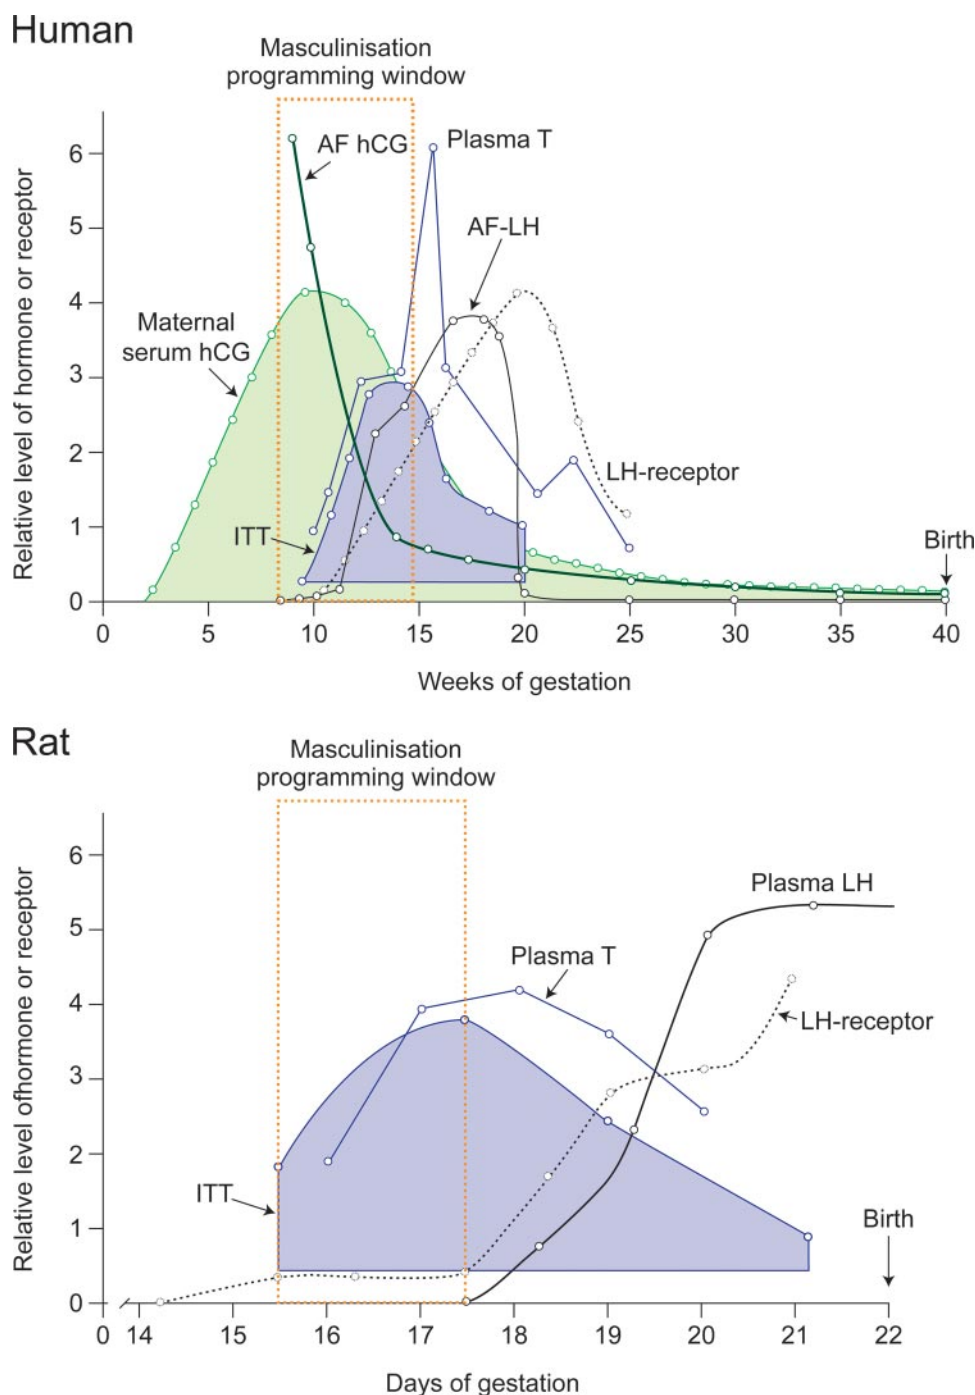 Human
Masculinisation
programming window
AF hCG
Plasma T
AF-LH
Maternal
serum hCG
LH-receptor
ITT
Birth
Relative level of hormone or receptor
6
5
4
3
2
1
0
0 5 10 15 20 25 30 35 40
Weeks of gestation
Rat
Masculinisation
programming window
Plasma LH
Plasma T
LH-receptor
ITT
Birth
Relative level ofhormone or receptor
6
5
4
3
2
1
0
0 14 15 16 17 18 19 20 21 22
Days of gestation